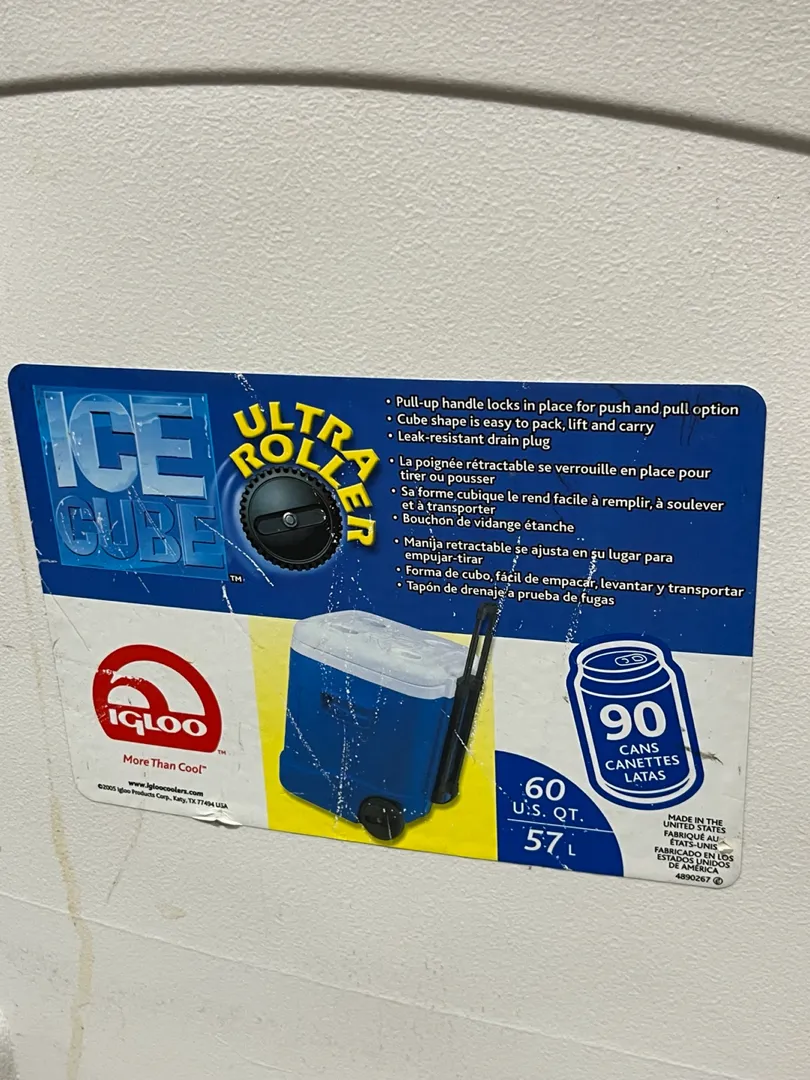 ICE
CUBE
™
ULTRA
ROLLER
• Pull-up handle locks in place for push and pull option
• Cube shape is easy to pack, lift and carry
• Leak-resistant drain plug
• La poignée rétractable se verrouille en place pour
tirer ou pousser
• Sa forme cubique le rend facile à remplir, à soulever
et à transporter
• Bouchon de vidange étanche
• Manija retractable se ajusta en su lugar para
empujar-tirar
• Forma de cubo, fácil de empacar, levantar y transportar
• Tapón de drenaje a prueba de fugas
IGLOO
™
More Than Cool™
www.igloocoolers.com
©2005 Igloo Products Corp., Katy, TX 77494 USA
60
U.S. QT.
57 L
90
CANS
CANETTES
LATAS
MADE IN THE
UNITED STATES
FABRIQUÉ AU
ÉTATS-UNIS
FABRICADO EN LOS
ESTADOS UNIDOS
DE AMÉRICA
4890267